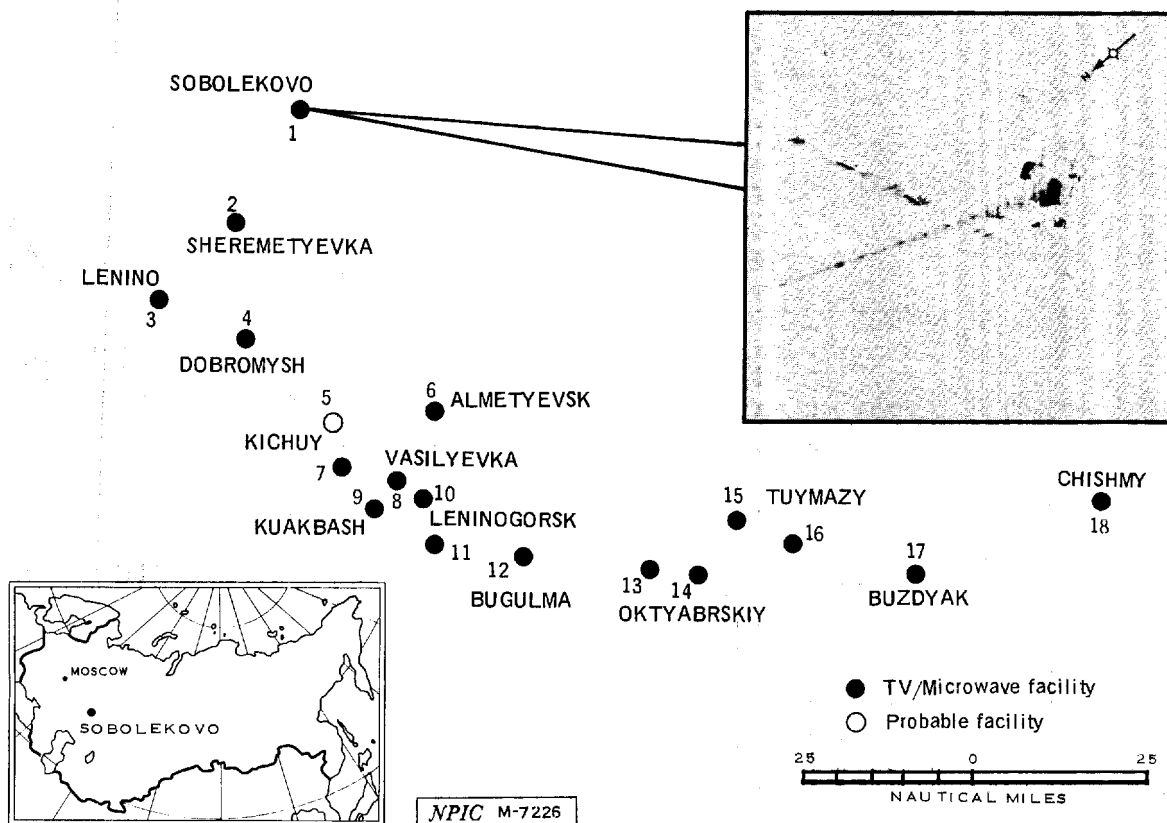 SOBOLEKOVO
1
2
SHEREMETYEVKA
LENINO
3
4
DOBROMYSH
5
KICHUY
6
ALMETYEVSK
7
VASILYEVKA
8
9
KUAKBASH
10
LENINOGORSK
11
12
BUGULMA
13
14
OKTYABRSKIY
15
TUYMAZY
16
17
BUZDYAK
CHISHMY
18
MOSCOW
SOBOLEKOVO
TV/Microwave facility
Probable facility
25 0 25
NAUTICAL MILES
NPIC M-7226